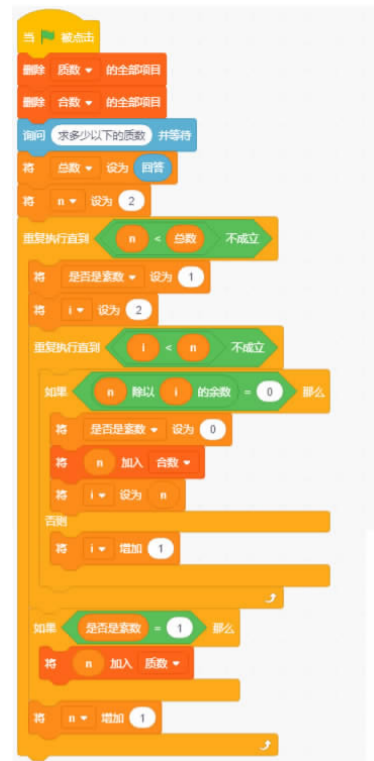 当 被点击
删除 质数 的全部项目
删除 合数 的全部项目
询问 求多少以下的质数 并等待
将 总数 设为 回答
将 n 设为 2
重复执行直到 n < 总数 不成立
将 是否是素数 设为 1
将 i 设为 2
重复执行直到 i < n 不成立
如果 n 除以 i 的余数 = 0 那么
将 是否是素数 设为 0
将 n 加入 合数
将 i 设为 n
否则
将 i 增加 1
如果 是否是素数 = 1 那么
将 n 加入 质数
将 n 增加 1